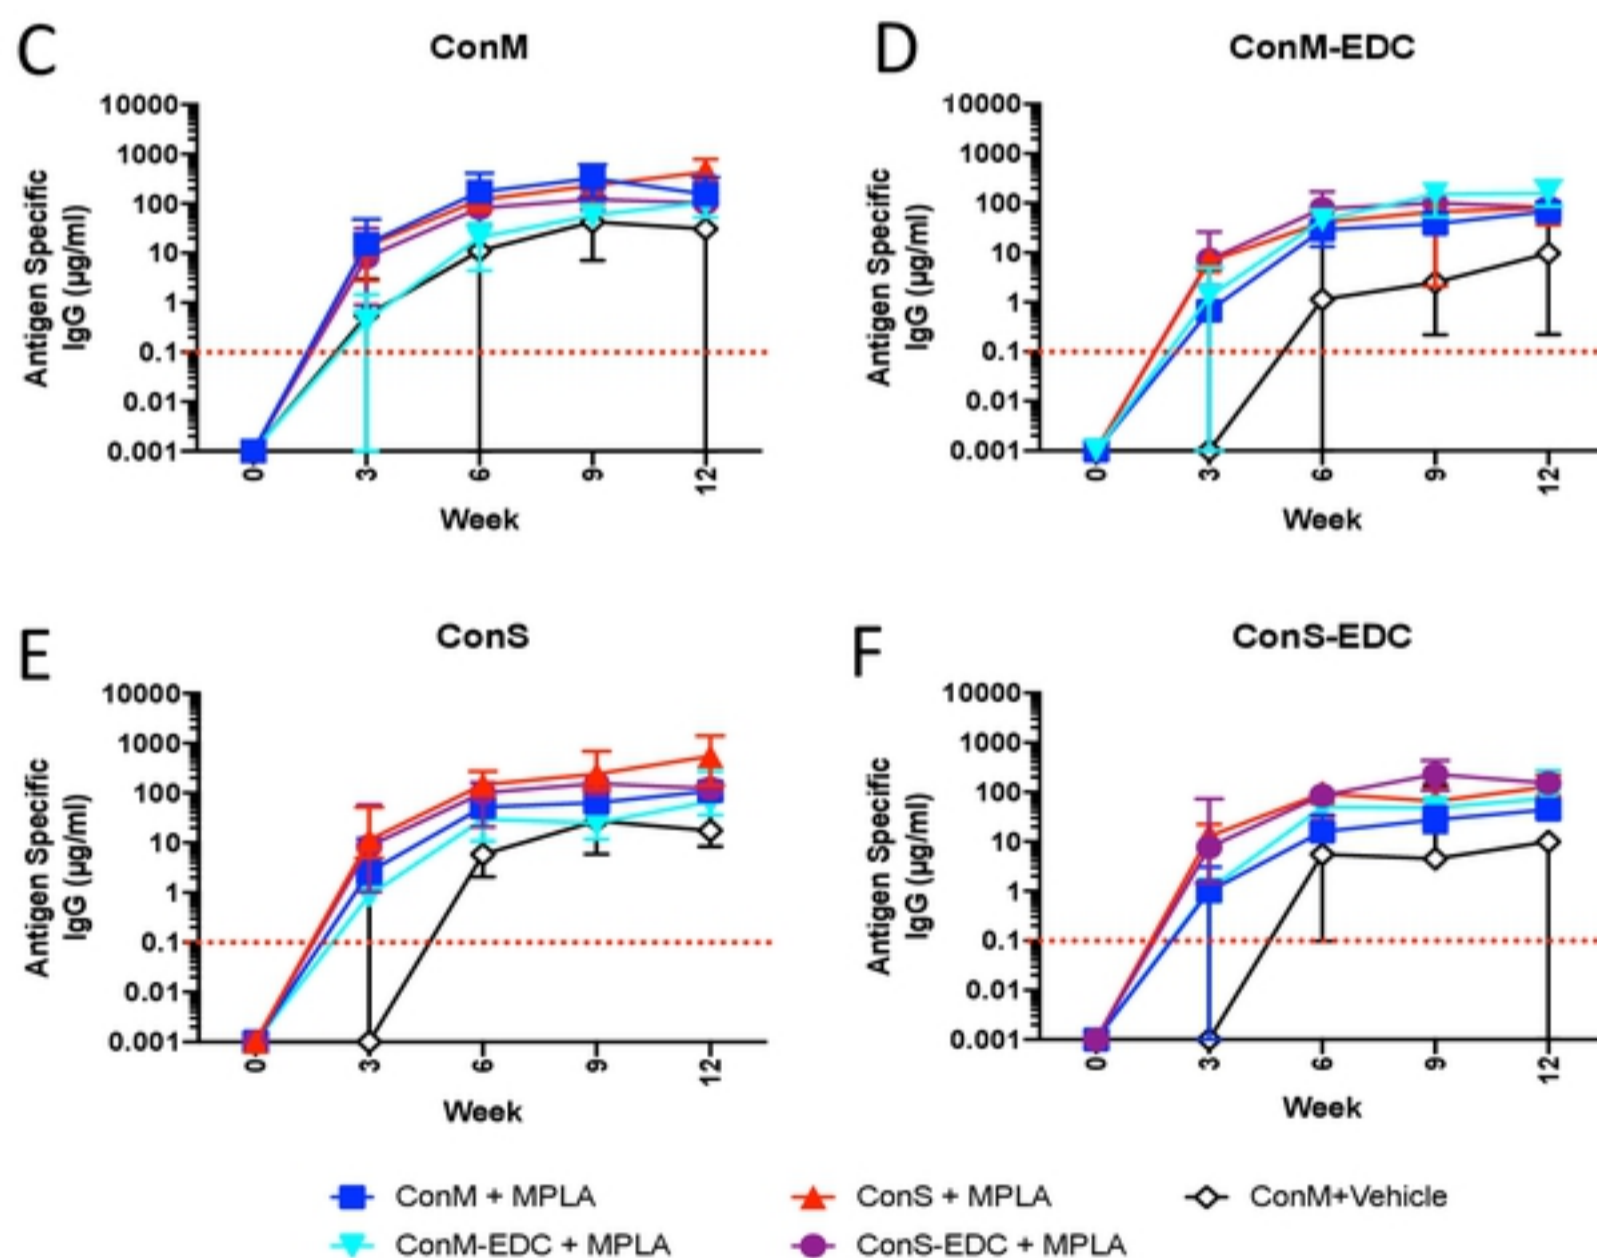 C
ConM
10000
1000
100
10
1
0.1
0.01
0.001
Antigen Specific
IgG (µg/ml)
0 3 6 9 12
Week
D
ConM-EDC
10000
1000
100
10
1
0.1
0.01
0.001
Antigen Specific
IgG (µg/ml)
0 3 6 9 12
Week
E
ConS
10000
1000
100
10
1
0.1
0.01
0.001
Antigen Specific
IgG (µg/ml)
0 3 6 9 12
Week
F
ConS-EDC
10000
1000
100
10
1
0.1
0.01
0.001
Antigen Specific
IgG (µg/ml)
0 3 6 9 12
Week
ConM + MPLA ConS + MPLA ConM+Vehicle
ConM-EDC + MPLA ConS-EDC + MPLA